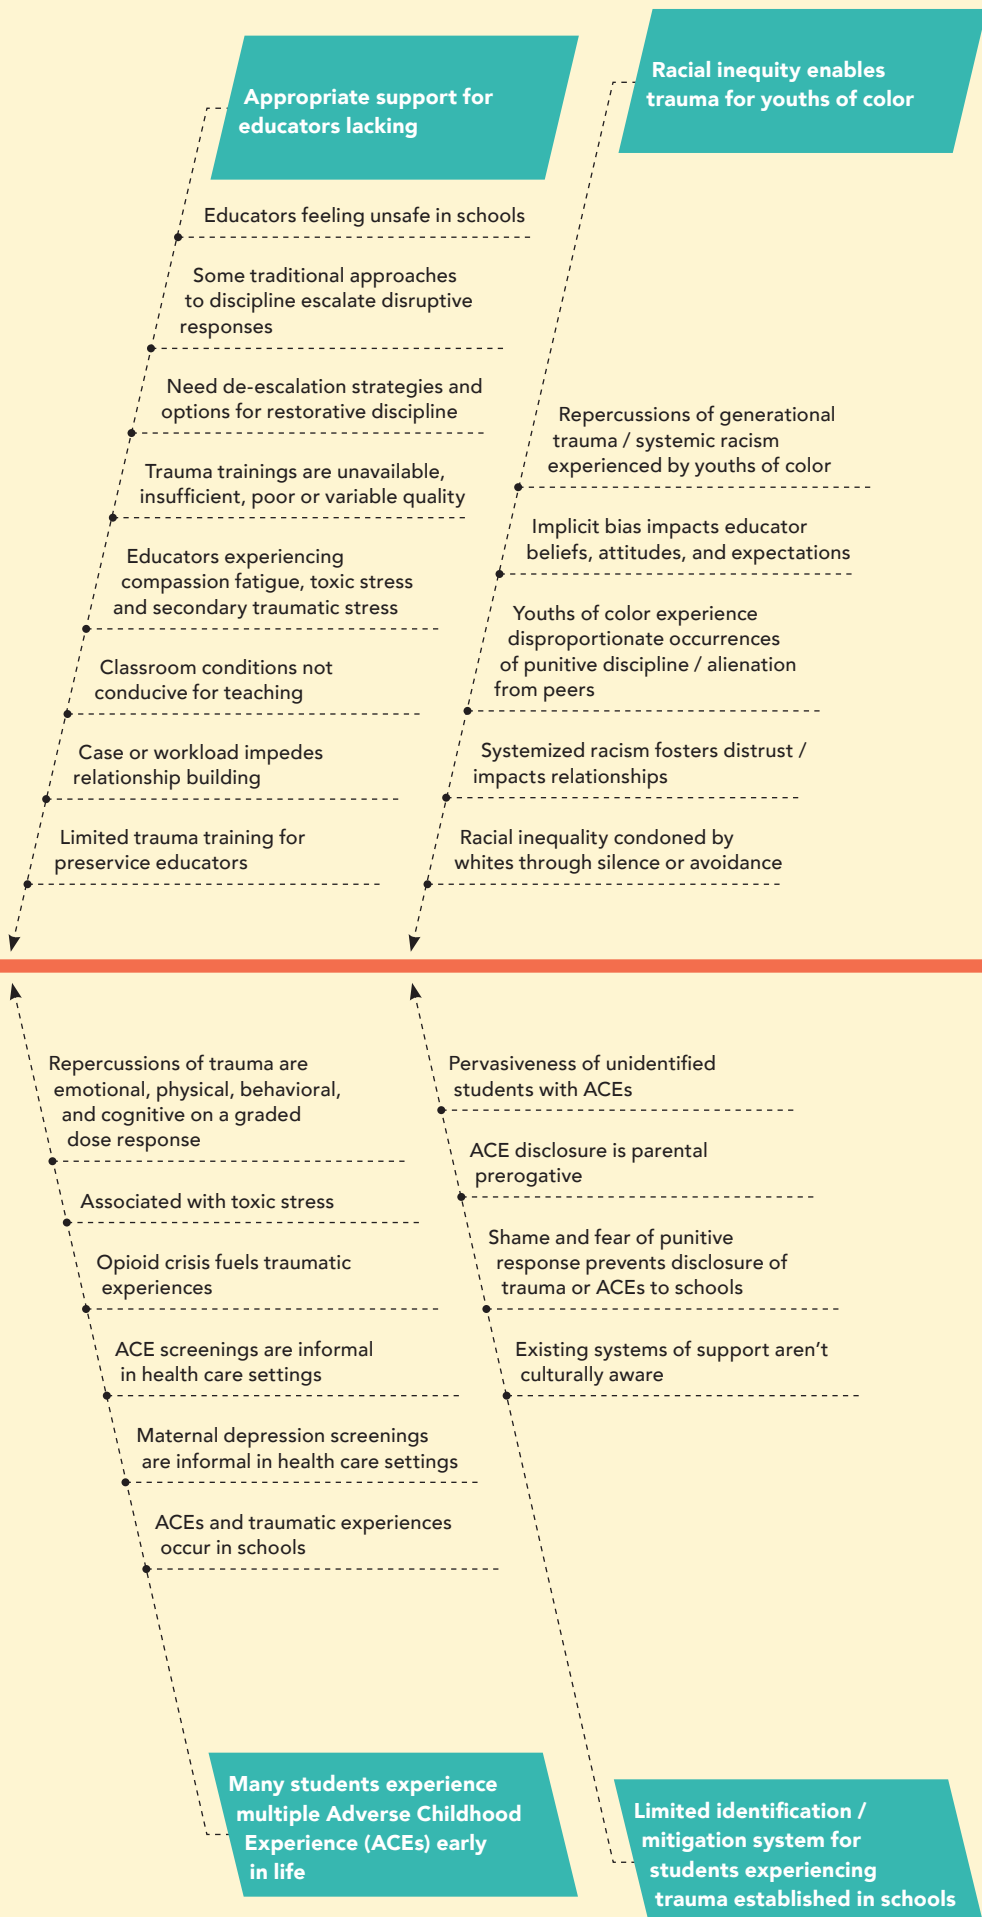 Appropriate support for
educators lacking
Educators feeling unsafe in schools
Some traditional approaches
to discipline escalate disruptive
responses
Need de-escalation strategies and
options for restorative discipline
Trauma trainings are unavailable,
insufficient, poor or variable quality
Educators experiencing
compassion fatigue, toxic stress
and secondary traumatic stress
Classroom conditions not
conducive for teaching
Case or workload impedes
relationship building
Limited trauma training for
preservice educators
Racial inequity enables
trauma for youths of color
Repercussions of generational
trauma / systemic racism
experienced by youths of color
Implicit bias impacts educator
beliefs, attitudes, and expectations
Youths of color experience
disproportionate occurrences
of punitive discipline / alienation
from peers
Systemized racism fosters distrust /
impacts relationships
Racial inequality condoned by
whites through silence or avoidance
Repercussions of trauma are
emotional, physical, behavioral,
and cognitive on a graded
dose response
Associated with toxic stress
Opioid crisis fuels traumatic
experiences
ACE screenings are informal
in health care settings
Maternal depression screenings
are informal in health care settings
ACEs and traumatic experiences
occur in schools
Many students experience
multiple Adverse Childhood
Experience (ACEs) early
in life
Pervasiveness of unidentified
students with ACEs
ACE disclosure is parental
prerogative
Shame and fear of punitive
response prevents disclosure of
trauma or ACEs to schools
Existing systems of support aren't
culturally aware
Limited identification /
mitigation system for
students experiencing
trauma established in schools